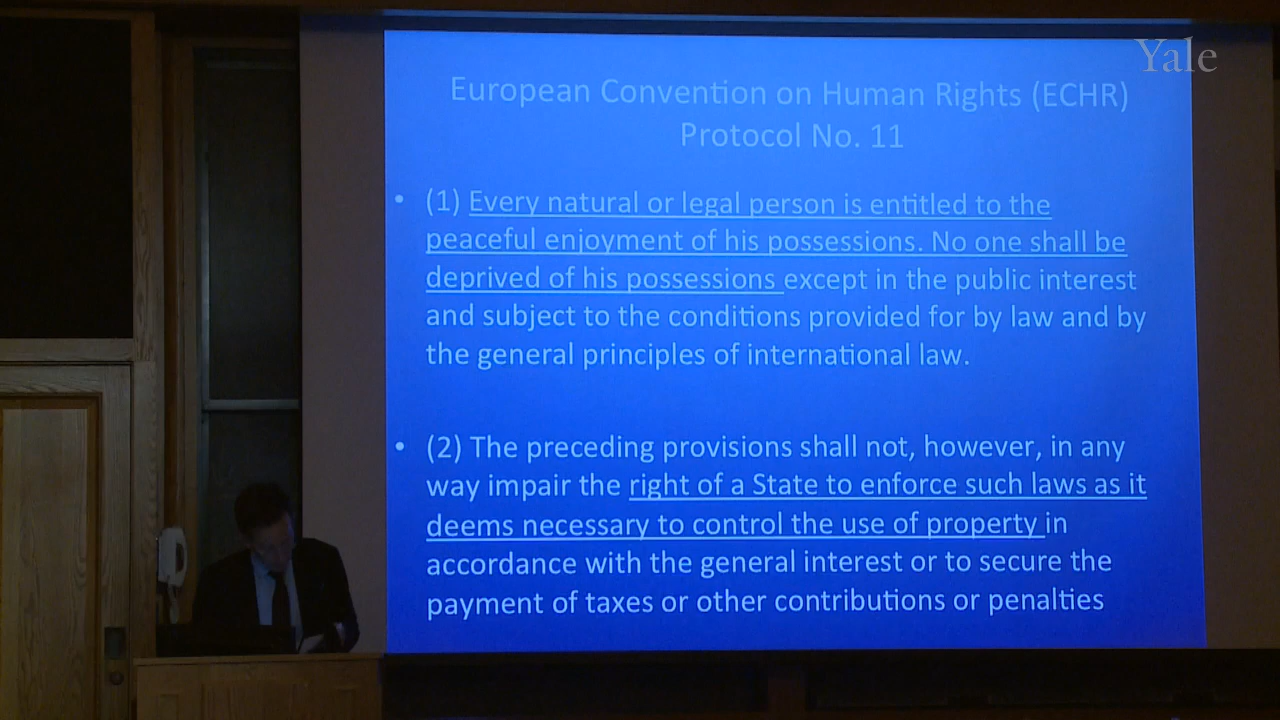 Yale
European Convention on Human Rights (ECHR)
Protocol No. 11
• (1) Every natural or legal person is entitled to the
peaceful enjoyment of his possessions. No one shall be
deprived of his possessions except in the public interest
and subject to the conditions provided for by law and by
the general principles of international law.
• (2) The preceding provisions shall not, however, in any
way impair the right of a State to enforce such laws as it
deems necessary to control the use of property in
accordance with the general interest or to secure the
payment of taxes or other contributions or penalties